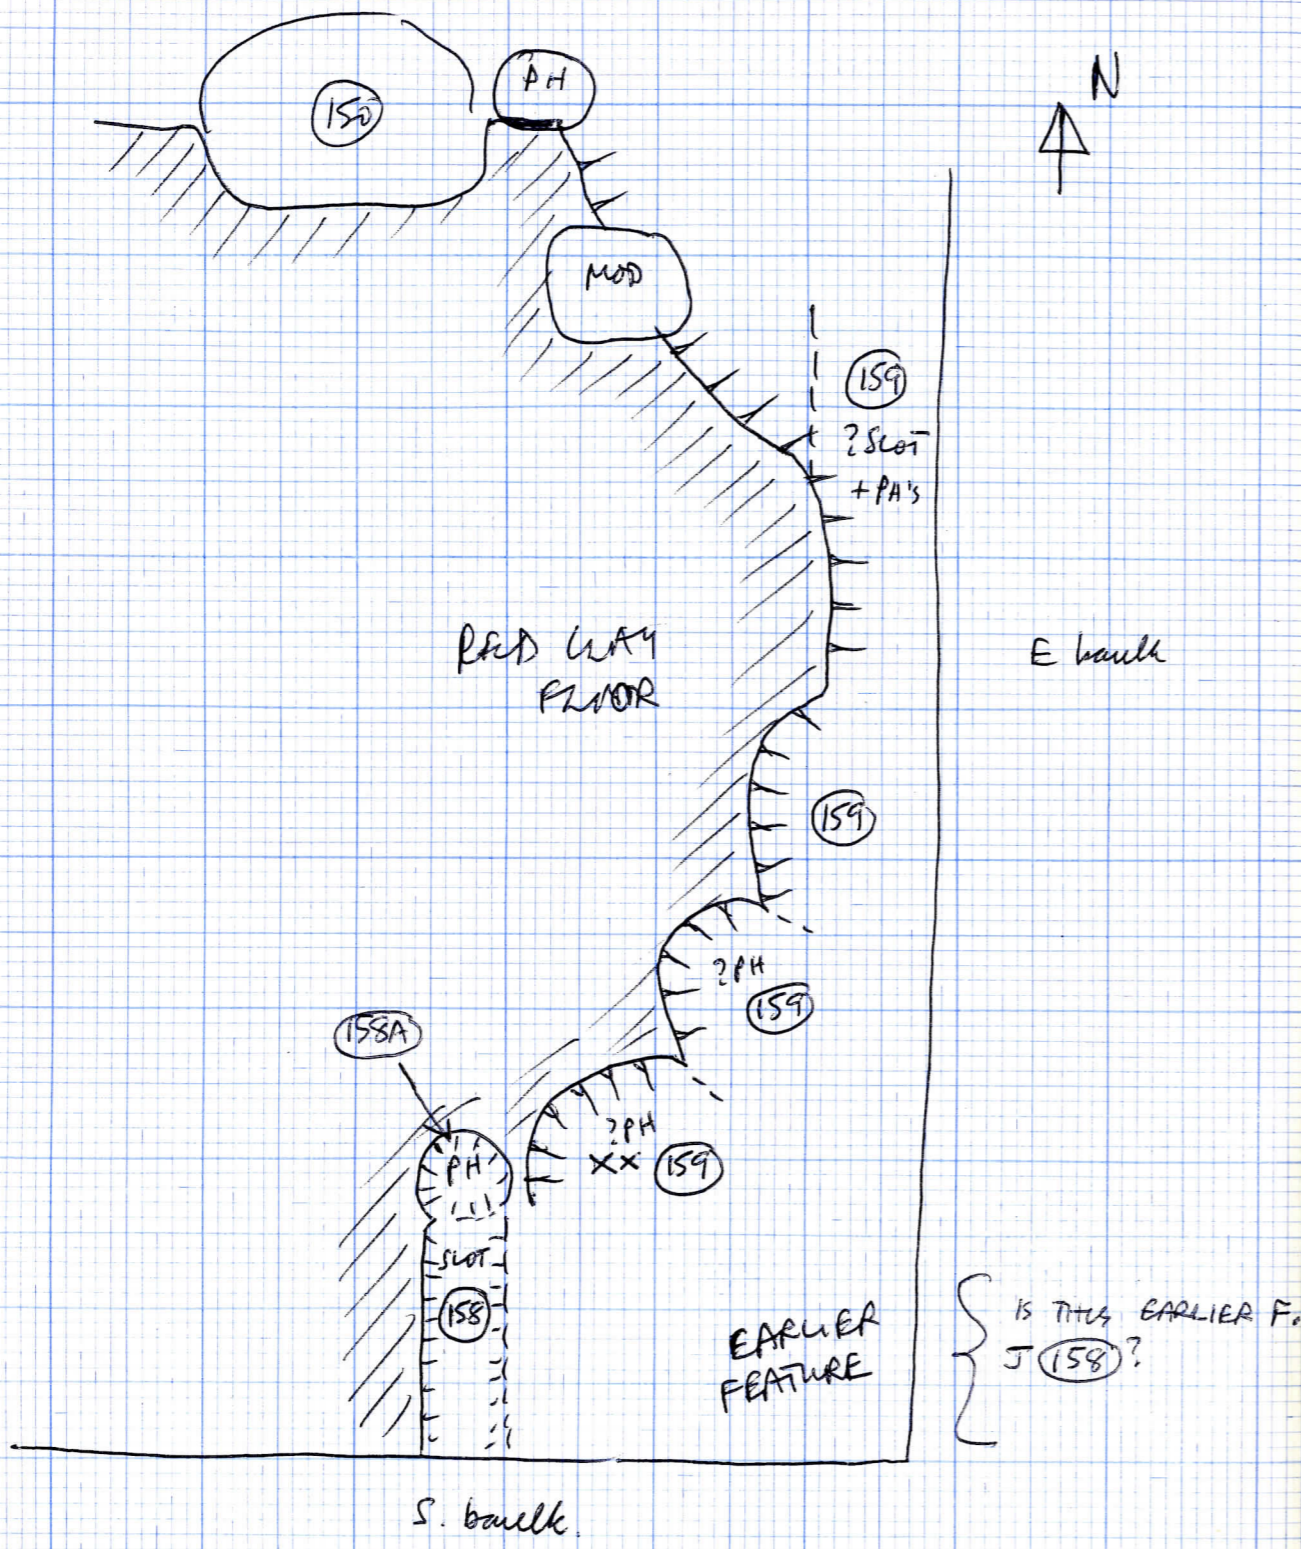 N
150
PH
MOD
159
? SLOT
+ PH's
RED CLAY
FLOOR
E baulk
159
? PH
159
158A
? PH
XX 159
PH
SLOT
158
EARLIER
FEATURE
IS THIS EARLIER F.
J 158 ?
S. baulk.